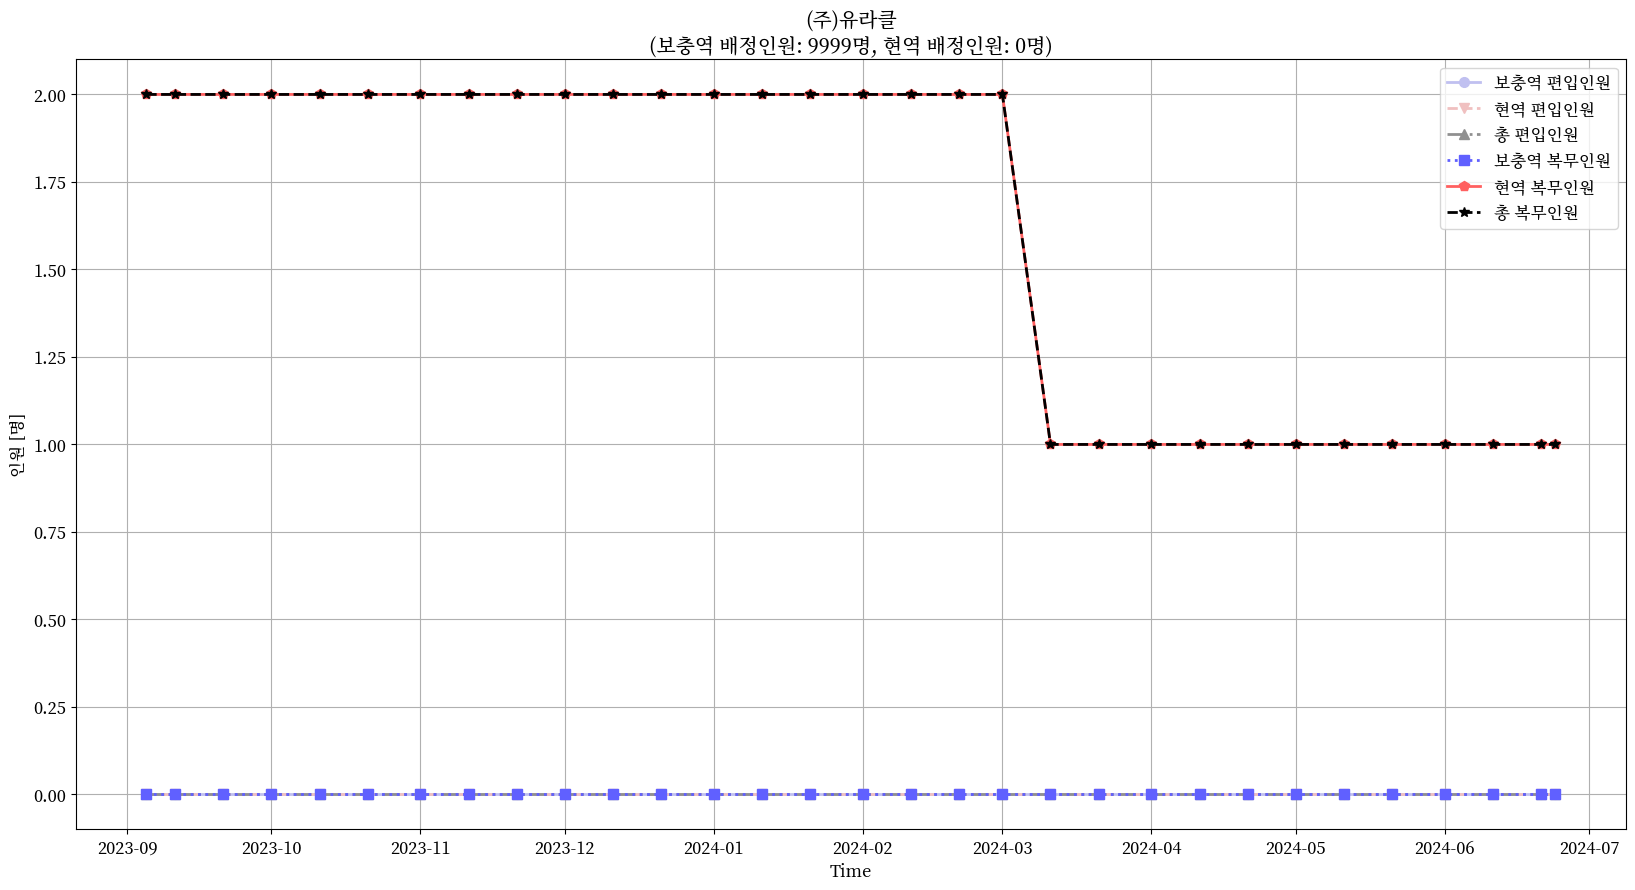 (주)유라클
(보충역 배정인원: 9999명, 현역 배정인원: 0명)
보충역 편입인원
현역 편입인원
총 편입인원
보충역 복무인원
현역 복무인원
총 복무인원
인원 [명]
2.00
1.75
1.50
1.25
1.00
0.75
0.50
0.25
0.00
2023-09 2023-10 2023-11 2023-12 2024-01 2024-02 2024-03 2024-04 2024-05 2024-06 2024-07
Time